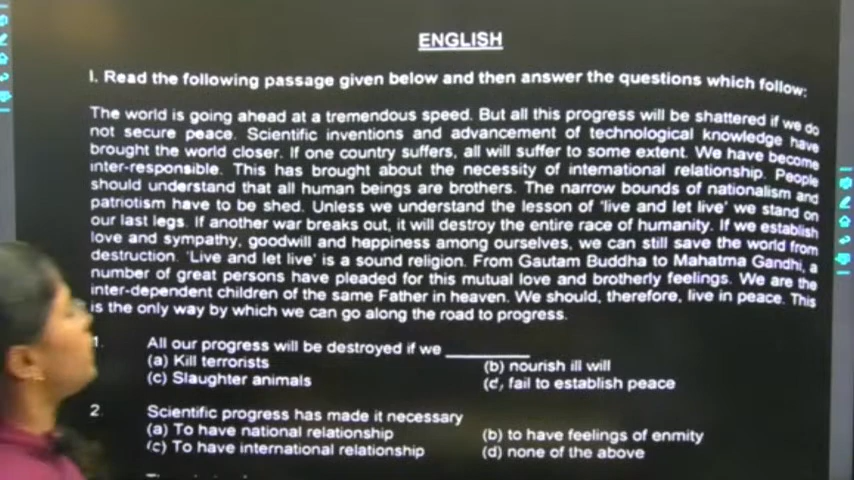 ENGLISH
I. Read the following passage given below and then answer the questions which follow:
The world is going ahead at a tremendous speed. But all this progress will be shattered if we do
not secure peace. Scientific inventions and advancement of technological knowledge have
brought the world closer. If one country suffers, all will suffer to some extent. We have become
inter-responsible. This has brought about the necessity of international relationship. People
should understand that all human beings are brothers. The narrow bounds of nationalism and
patriotism have to be shed. Unless we understand the lesson of 'live and let live' we stand on
our last legs. If another war breaks out, it will destroy the entire race of humanity. If we establish
love and sympathy, goodwill and happiness among ourselves, we can still save the world from
destruction. 'Live and let live' is a sound religion. From Gautam Buddha to Mahatma Gandhi, a
number of great persons have pleaded for this mutual love and brotherly feelings. We are the
inter-dependent children of the same Father in heaven. We should, therefore, live in peace. This
is the only way by which we can go along the road to progress.
1. All our progress will be destroyed if we __________
(a) Kill terrorists (b) nourish ill will
(c) Slaughter animals (d) fail to establish peace
2. Scientific progress has made it necessary
(a) To have national relationship (b) to have feelings of enmity
(c) To have international relationship (d) none of the above